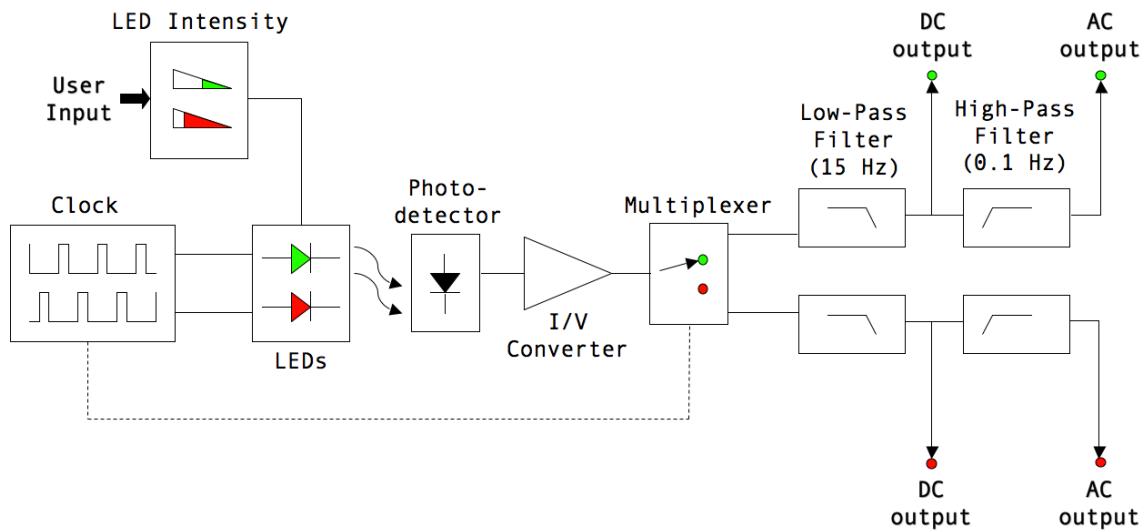 LED Intensity
User
Input
Clock
LEDs
Photo-
detector
I/V
Converter
Multiplexer
Low-Pass
Filter
(15 Hz)
High-Pass
Filter
(0.1 Hz)
DC
output
AC
output
DC
output
AC
output